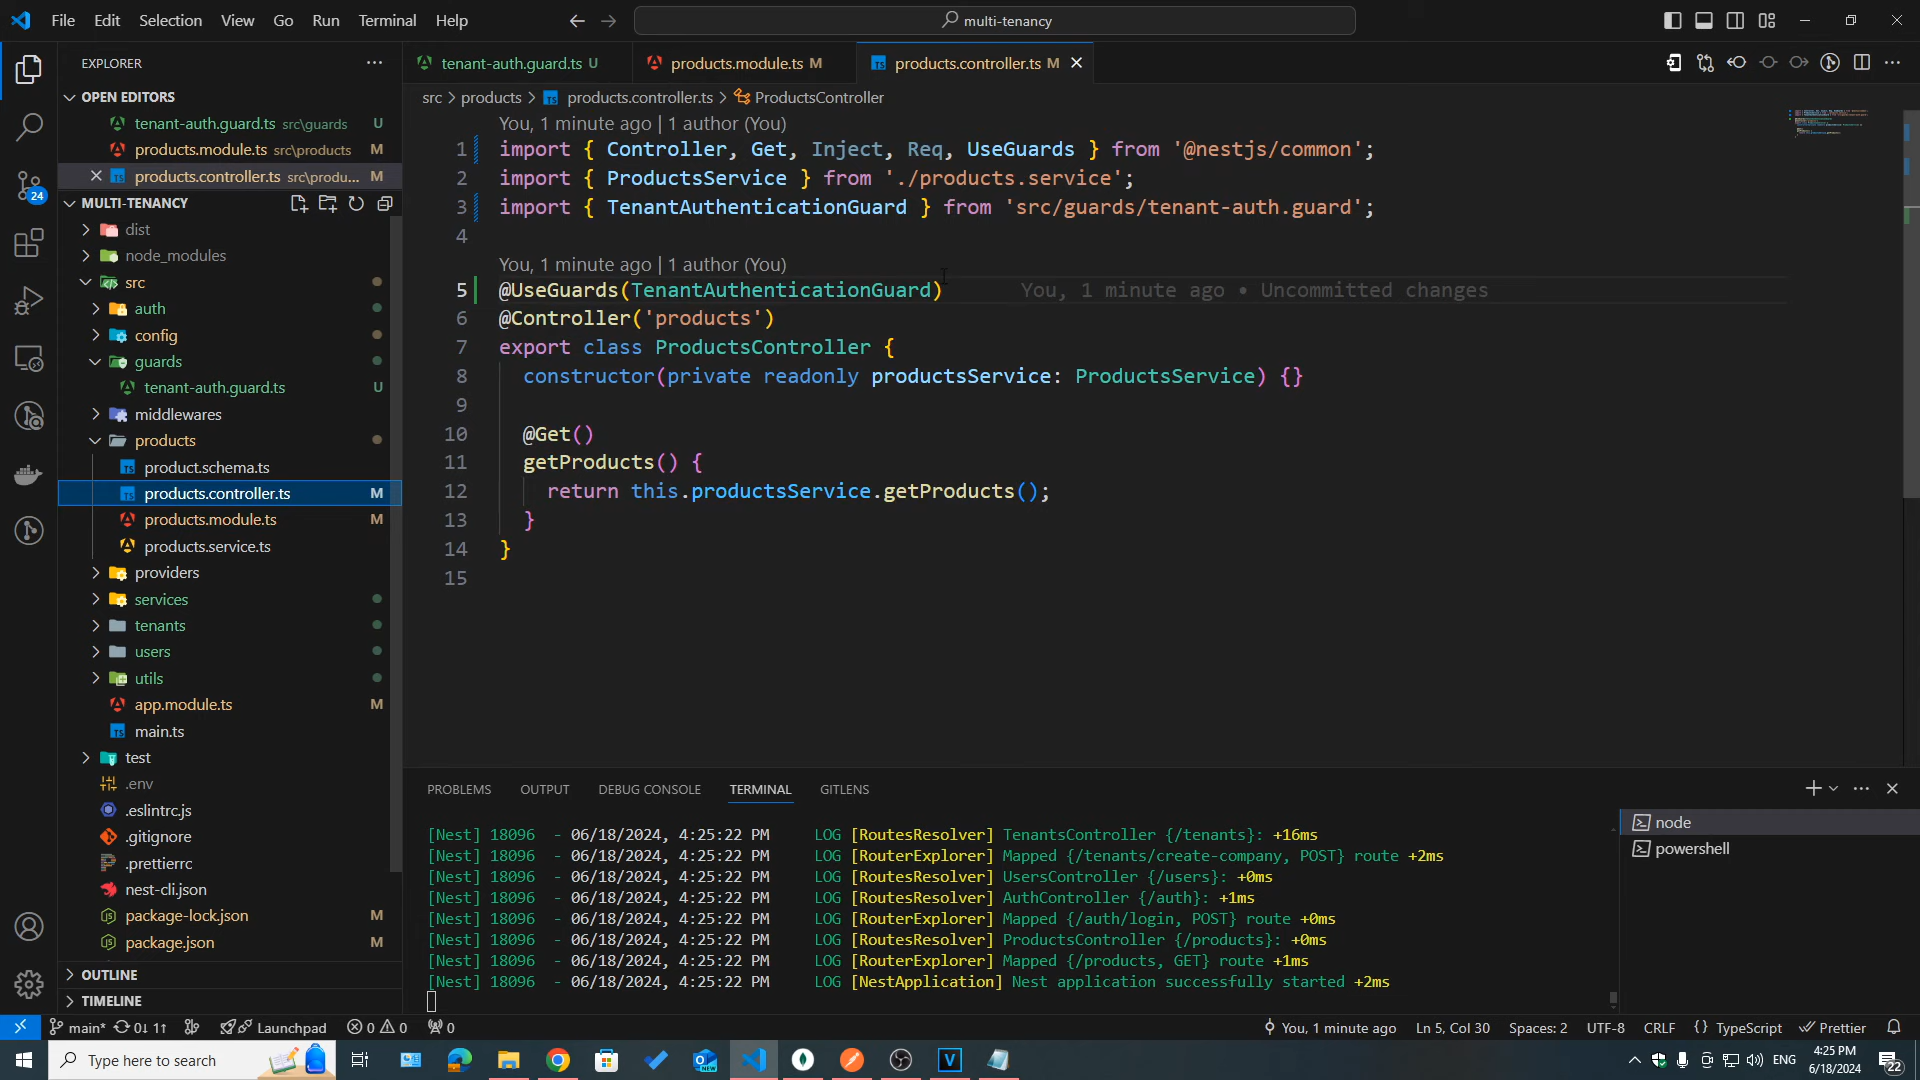 File Edit Selection View Go Run Terminal Help
multi-tenancy
EXPLORER
OPEN EDITORS
tenant-auth.guard.ts src\guards U
products.module.ts src\products M
products.controller.ts src\produ... M
MULTI-TENANCY
dist
node_modules
src
auth
config
guards
tenant-auth.guard.ts U
middlewares
products
product.schema.ts
products.controller.ts M
products.module.ts M
products.service.ts
providers
services
tenants
users
utils
app.module.ts M
main.ts
test
.env
.eslintrc.js
.gitignore
.prettierrc
nest-cli.json
package-lock.json M
package.json M
OUTLINE
TIMELINE
24
tenant-auth.guard.ts U
products.module.ts M
products.controller.ts M
src > products > products.controller.ts > ProductsController
You, 1 minute ago | 1 author (You)
1 import { Controller, Get, Inject, Req, UseGuards } from '@nestjs/common';
2 import { ProductsService } from './products.service';
3 import { TenantAuthenticationGuard } from 'src/guards/tenant-auth.guard';
4
You, 1 minute ago | 1 author (You)
5 @UseGuards(TenantAuthenticationGuard) You, 1 minute ago • Uncommitted changes
6 @Controller('products')
7 export class ProductsController {
8 constructor(private readonly productsService: ProductsService) {}
9
10 @Get()
11 getProducts() {
12 return this.productsService.getProducts();
13 }
14 }
15
PROBLEMS OUTPUT DEBUG CONSOLE TERMINAL GITLENS
[Nest] 18096 - 06/18/2024, 4:25:22 PM LOG [RoutesResolver] TenantsController {/tenants}: +16ms
[Nest] 18096 - 06/18/2024, 4:25:22 PM LOG [RouterExplorer] Mapped {/tenants/create-company, POST} route +2ms
[Nest] 18096 - 06/18/2024, 4:25:22 PM LOG [RoutesResolver] UsersController {/users}: +0ms
[Nest] 18096 - 06/18/2024, 4:25:22 PM LOG [RoutesResolver] AuthController {/auth}: +1ms
[Nest] 18096 - 06/18/2024, 4:25:22 PM LOG [RouterExplorer] Mapped {/auth/login, POST} route +0ms
[Nest] 18096 - 06/18/2024, 4:25:22 PM LOG [RoutesResolver] ProductsController {/products}: +0ms
[Nest] 18096 - 06/18/2024, 4:25:22 PM LOG [RouterExplorer] Mapped {/products, GET} route +1ms
[Nest] 18096 - 06/18/2024, 4:25:22 PM LOG [NestApplication] Nest application successfully started +2ms
node
powershell
main* 0↓ 1↑ Launchpad 0 0 0
You, 1 minute ago Ln 5, Col 30 Spaces: 2 UTF-8 CRLF {} TypeScript Prettier
Type here to search
ENG
4:25 PM
6/18/2024
22